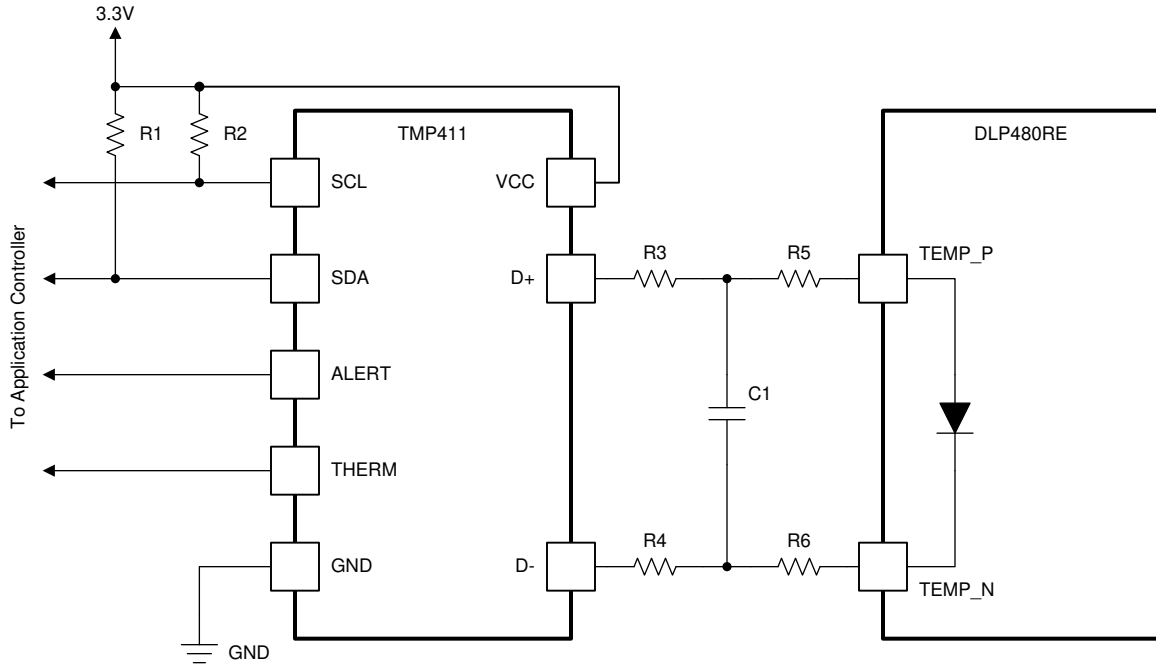 3.3V
R1
R2
TMP411
DLP480RE
SCL
VCC
R3
R5
TEMP_P
SDA
D+
To Application Controller
ALERT
C1
THERM
R4
R6
GND
D-
TEMP_N
GND